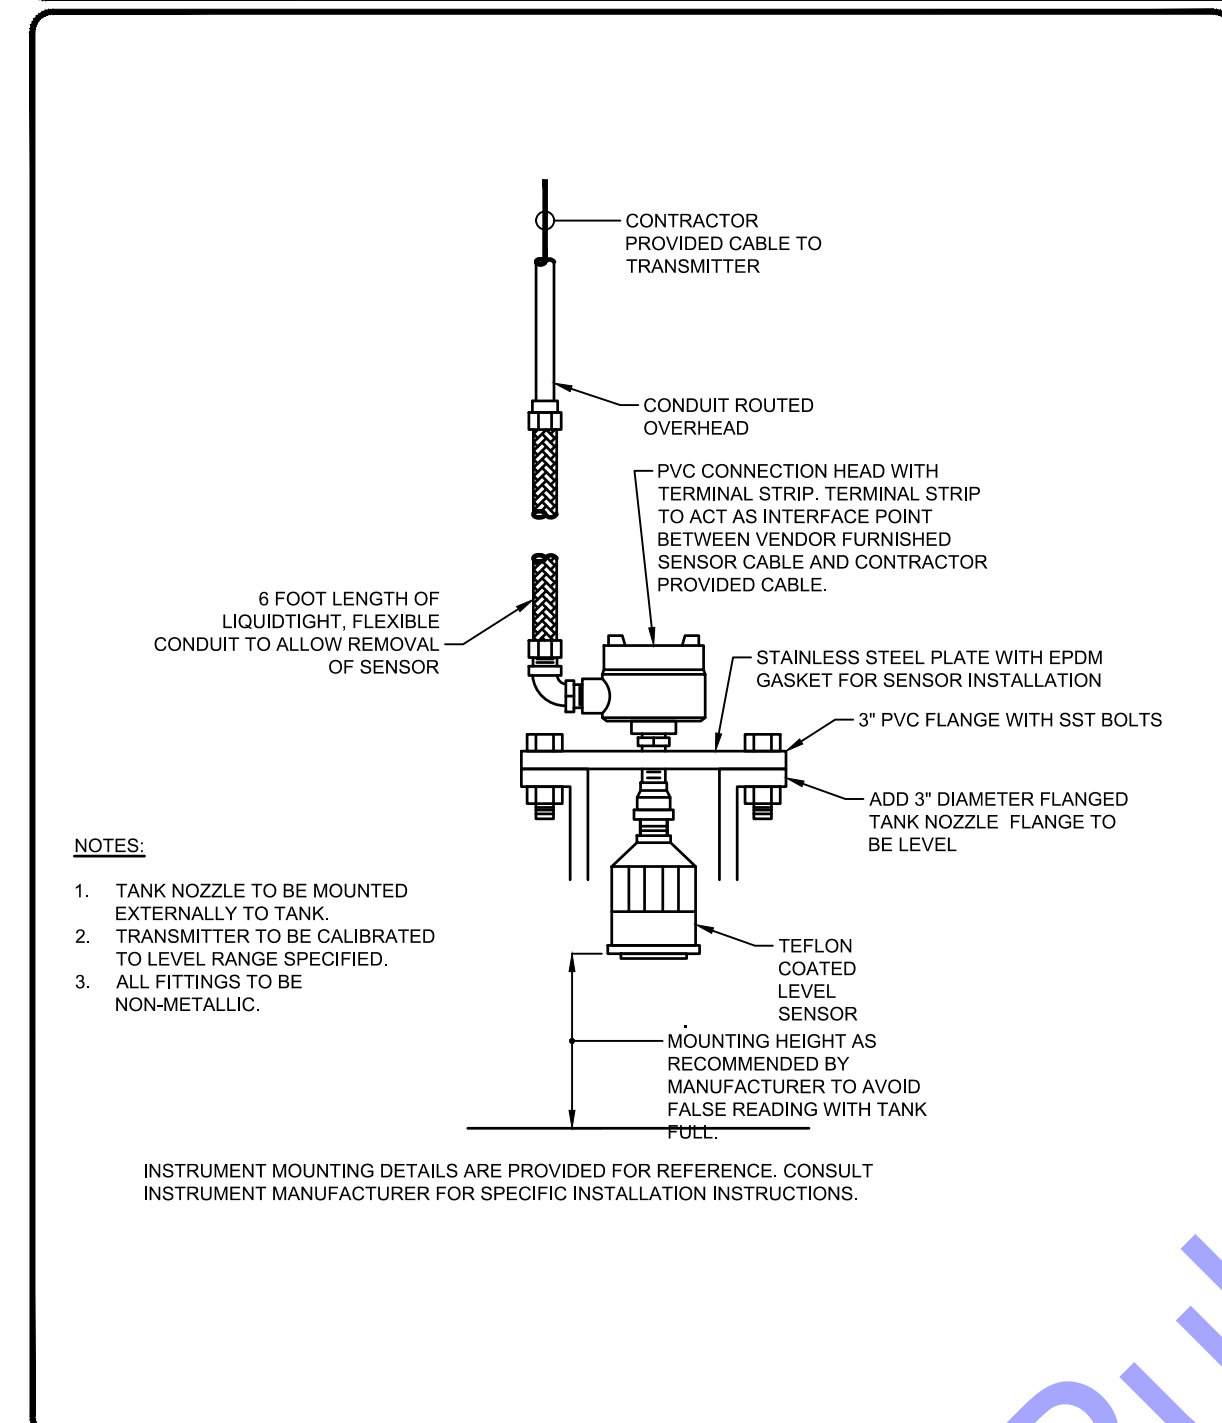 CONTRACTOR
PROVIDED CABLE TO
TRANSMITTER
CONDUIT ROUTED
OVERHEAD
PVC CONNECTION HEAD WITH
TERMINAL STRIP. TERMINAL STRIP
TO ACT AS INTERFACE POINT
BETWEEN VENDOR FURNISHED
SENSOR CABLE AND CONTRACTOR
PROVIDED CABLE.
6 FOOT LENGTH OF
LIQUIDTIGHT, FLEXIBLE
CONDUIT TO ALLOW REMOVAL
OF SENSOR
STAINLESS STEEL PLATE WITH EPDM
GASKET FOR SENSOR INSTALLATION
3" PVC FLANGE WITH SST BOLTS
ADD 3" DIAMETER FLANGED
TANK NOZZLE FLANGE TO
BE LEVEL
NOTES:
1. TANK NOZZLE TO BE MOUNTED
EXTERNALLY TO TANK.
2. TRANSMITTER TO BE CALIBRATED
TO LEVEL RANGE SPECIFIED.
3. ALL FITTINGS TO BE
NON-METALLIC.
TEFLON
COATED
LEVEL
SENSOR
MOUNTING HEIGHT AS
RECOMMENDED BY
MANUFACTURER TO AVOID
FALSE READING WITH TANK
FULL.
INSTRUMENT MOUNTING DETAILS ARE PROVIDED FOR REFERENCE. CONSULT
INSTRUMENT MANUFACTURER FOR SPECIFIC INSTALLATION INSTRUCTIONS.